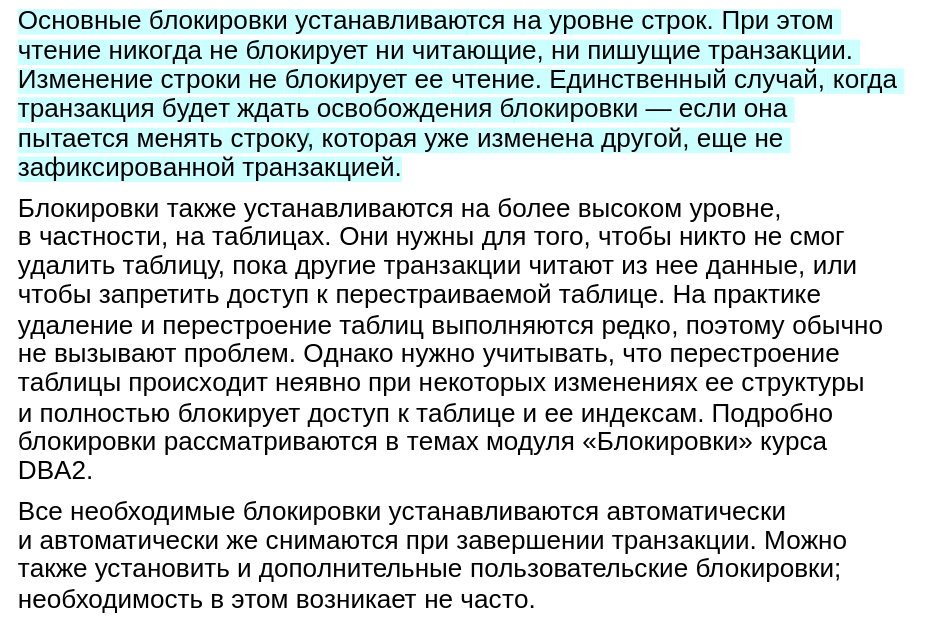 Основные блокировки устанавливаются на уровне строк. При этом
чтение никогда не блокирует ни читающие, ни пишущие транзакции.
Изменение строки не блокирует ее чтение. Единственный случай, когда
транзакция будет ждать освобождения блокировки — если она
пытается менять строку, которая уже изменена другой, еще не
зафиксированной транзакцией.
Блокировки также устанавливаются на более высоком уровне,
в частности, на таблицах. Они нужны для того, чтобы никто не смог
удалить таблицу, пока другие транзакции читают из нее данные, или
чтобы запретить доступ к перестраиваемой таблице. На практике
удаление и перестроение таблиц выполняются редко, поэтому обычно
не вызывают проблем. Однако нужно учитывать, что перестроение
таблицы происходит неявно при некоторых изменениях ее структуры
и полностью блокирует доступ к таблице и ее индексам. Подробно
блокировки рассматриваются в темах модуля «Блокировки» курса
DBA2.
Все необходимые блокировки устанавливаются автоматически
и автоматически же снимаются при завершении транзакции. Можно
также установить и дополнительные пользовательские блокировки;
необходимость в этом возникает не часто.